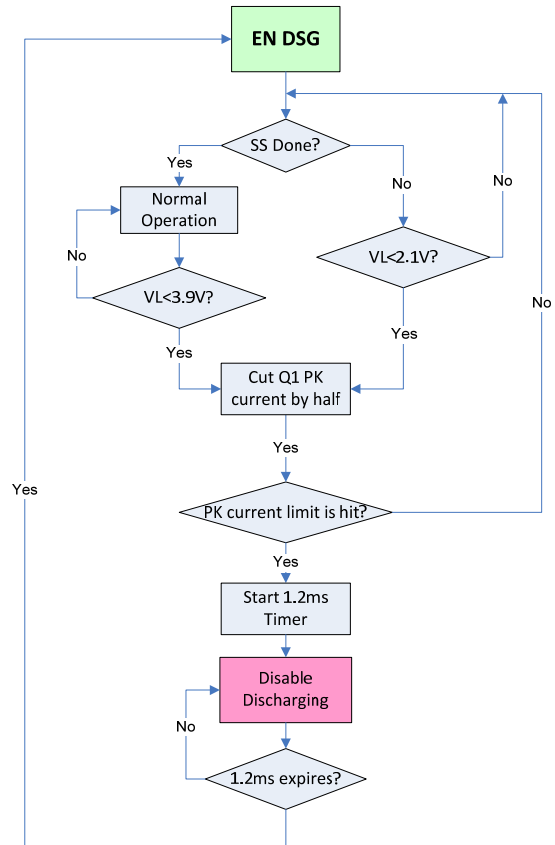 EN DSG
SS Done?
Yes
No
No
Normal
Operation
No
VL<2.1V?
VL<3.9V?
No
Yes
Yes
Cut Q1 PK
current by half
Yes
Yes
PK current limit is hit?
Yes
Start 1.2ms
Timer
Disable
Discharging
No
1.2ms expires?